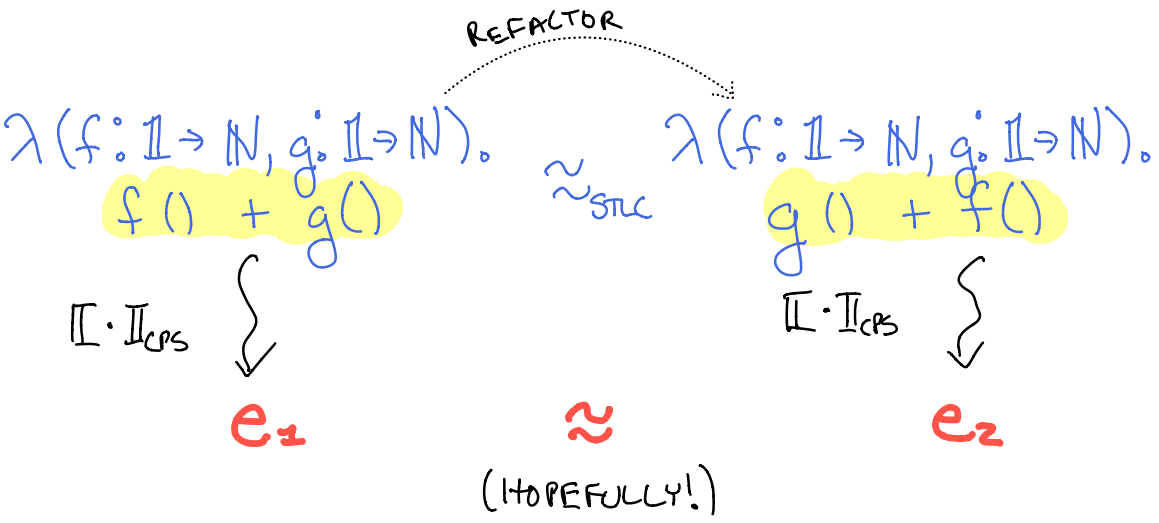 REFACTOR
λ(f:𝟙→ℕ, g:𝟙→ℕ). ≈STLC λ(f:𝟙→ℕ, g:𝟙→ℕ).
f() + g() g() + f()
⟦·⟧CPS ⟦·⟧CPS
e1 ≈ e2
(HOPEFULLY!)